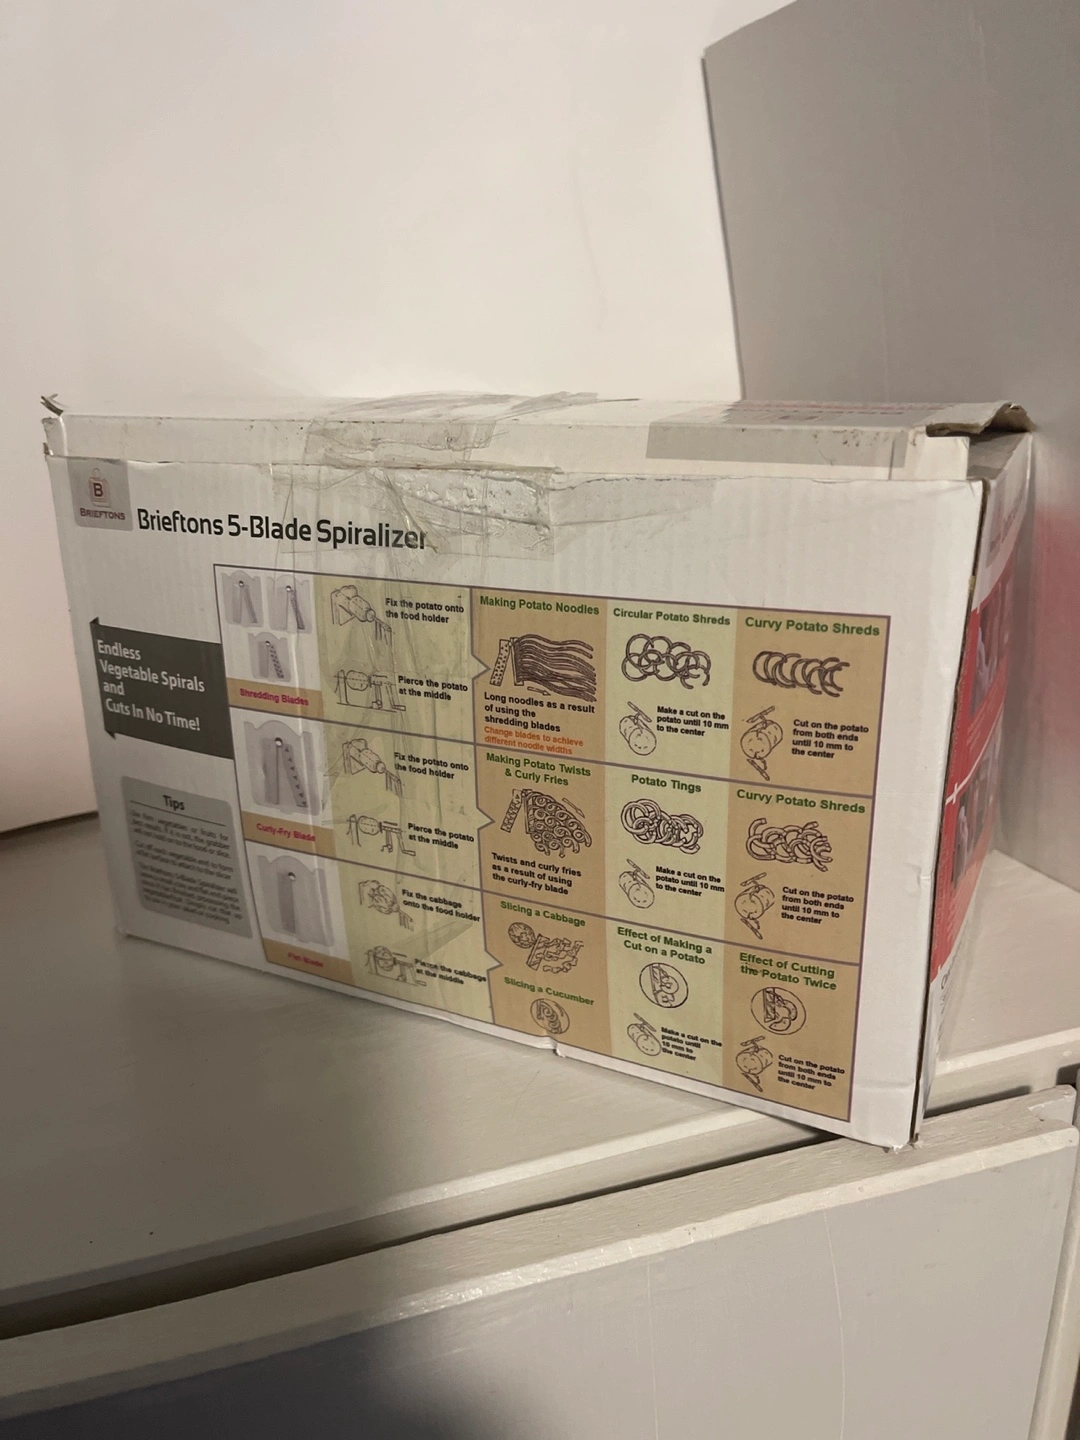 B
BRIEFTONS
Brieftons 5-Blade Spiralizer
Endless
Vegetable Spirals
and
Cuts In No Time!
Tips
Shredding Blades
Fix the potato onto
the food holder
Pierce the potato
at the middle
Making Potato Noodles
Long noodles as a result
of using the
shredding blades
Change blades to achieve
different noodle widths
Circular Potato Shreds
Make a cut on the
potato until 10 mm
to the center
Curvy Potato Shreds
Cut on the potato
from both ends
until 10 mm to
the center
Curly-Fry Blade
Fix the potato onto
the food holder
Pierce the potato
at the middle
Making Potato Twists
& Curly Fries
Twists and curly fries
as a result of using
the curly-fry blade
Potato Tings
Make a cut on the
potato until 10 mm
to the center
Curvy Potato Shreds
Cut on the potato
from both ends
until 10 mm to
the center
Flat Blade
Fix the cabbage
onto the food holder
Pierce the cabbage
at the middle
Slicing a Cabbage
Slicing a Cucumber
Effect of Making a
Cut on a Potato
Make a cut on the
potato until
10 mm to
the center
Effect of Cutting
the Potato Twice
Cut on the potato
from both ends
until 10 mm to
the center